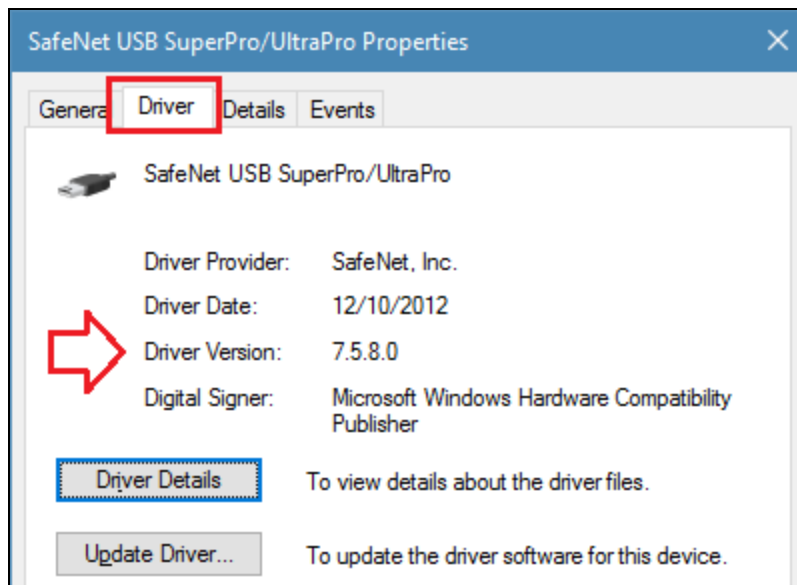 SafeNet USB SuperPro/UltraPro Properties
General Driver Details Events
SafeNet USB SuperPro/UltraPro
Driver Provider: SafeNet, Inc.
Driver Date: 12/10/2012
Driver Version: 7.5.8.0
Digital Signer: Microsoft Windows Hardware Compatibility
Publisher
Driver Details To view details about the driver files.
Update Driver... To update the driver software for this device.